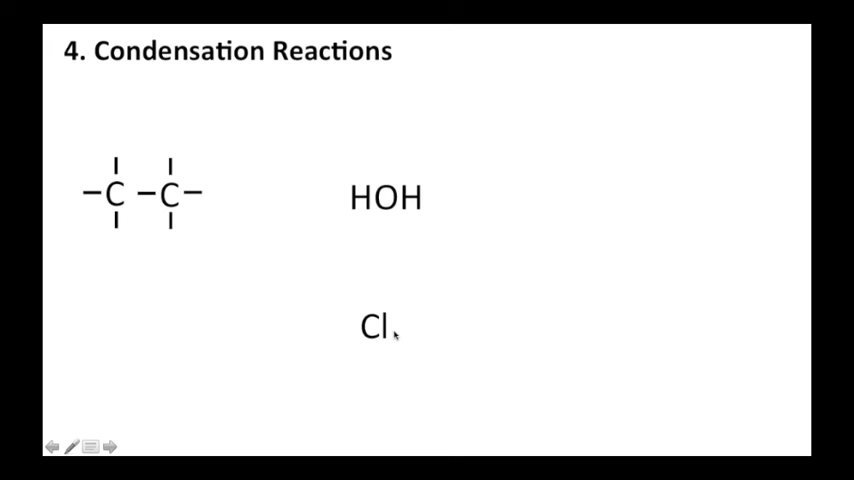 4. Condensation Reactions
–C–C–
HOH
Cl